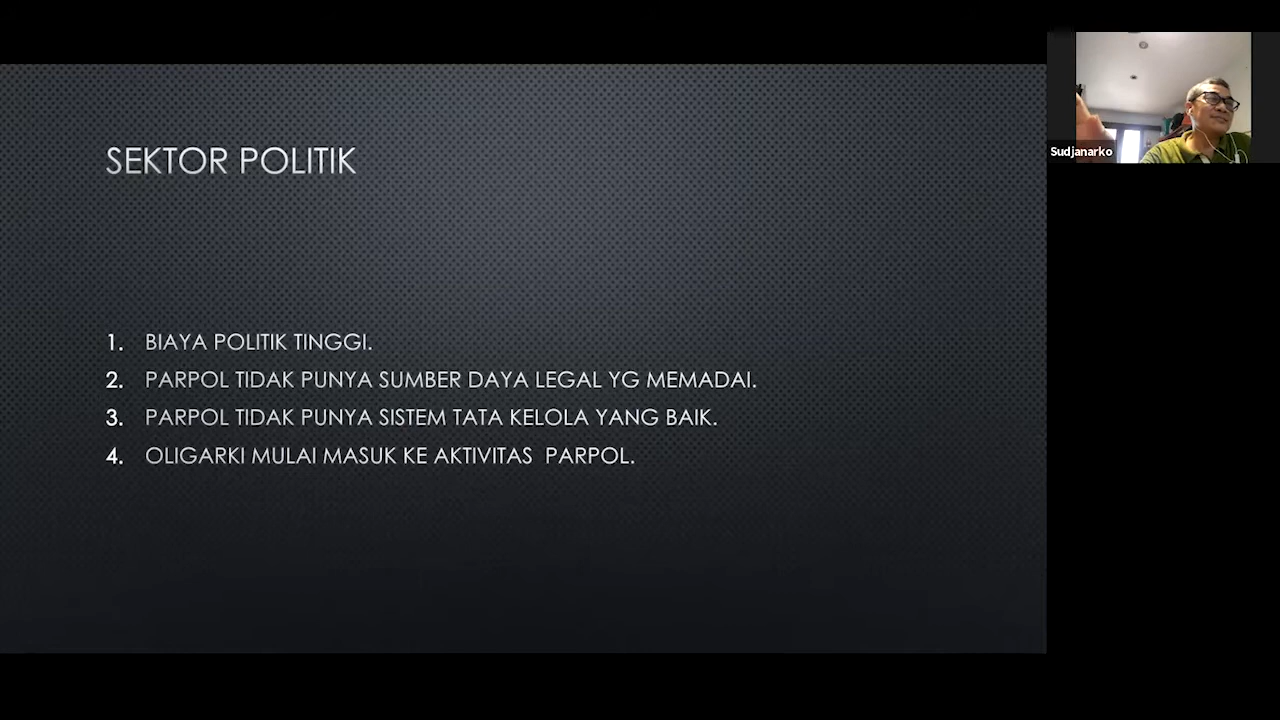 SEKTOR POLITIK
1. BIAYA POLITIK TINGGI.
2. PARPOL TIDAK PUNYA SUMBER DAYA LEGAL YG MEMADAI.
3. PARPOL TIDAK PUNYA SISTEM TATA KELOLA YANG BAIK.
4. OLIGARKI MULAI MASUK KE AKTIVITAS  PARPOL.
Sudjanarko